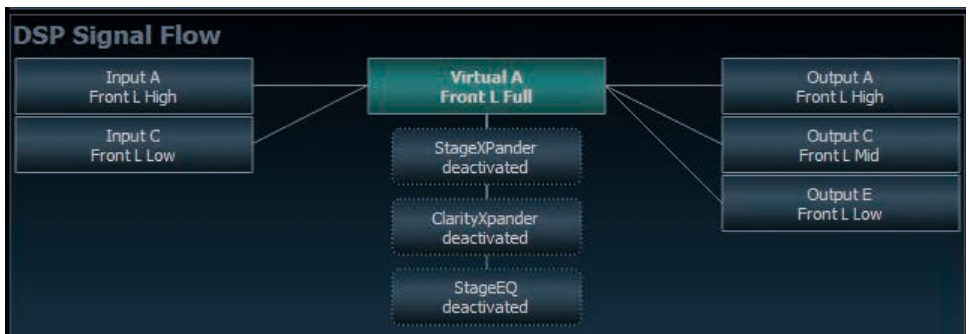 DSP Signal Flow
Input A
Front L High
Input C
Front L Low
Virtual A
Front L Full
StageXPander
deactivated
ClarityXpander
deactivated
StageEQ
deactivated
Output A
Front L High
Output C
Front L Mid
Output E
Front L Low